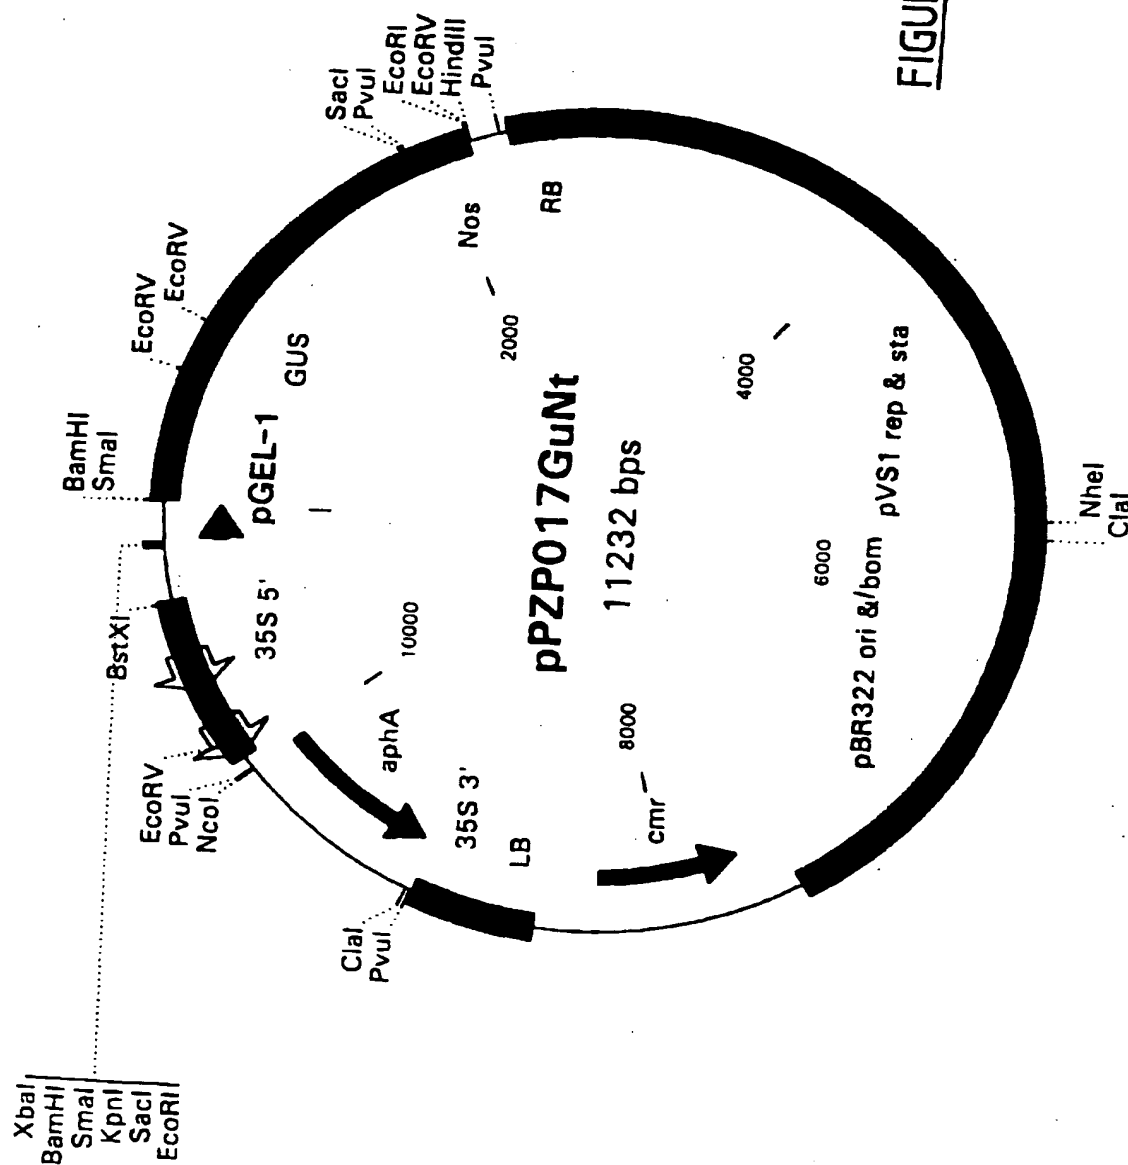 XbaI
BamHI
SmaI
KpnI
SacI
EcoRI
BstXI
BamHI
SmaI
EcoRV
EcoRV
SacI
PvuI
EcoRI
EcoRV
HindIII
PvuI
EcoRV
PvuI
NcoI
ClaI
PvuI
NheI
ClaI
35S 5'
pGEL-1
GUS
Nos
RB
aphA
35S 3'
LB
cmr
pBR322 ori &/bom
pVS1 rep & sta
2000
4000
6000
8000
10000
pPZP017GuNt
11232 bps